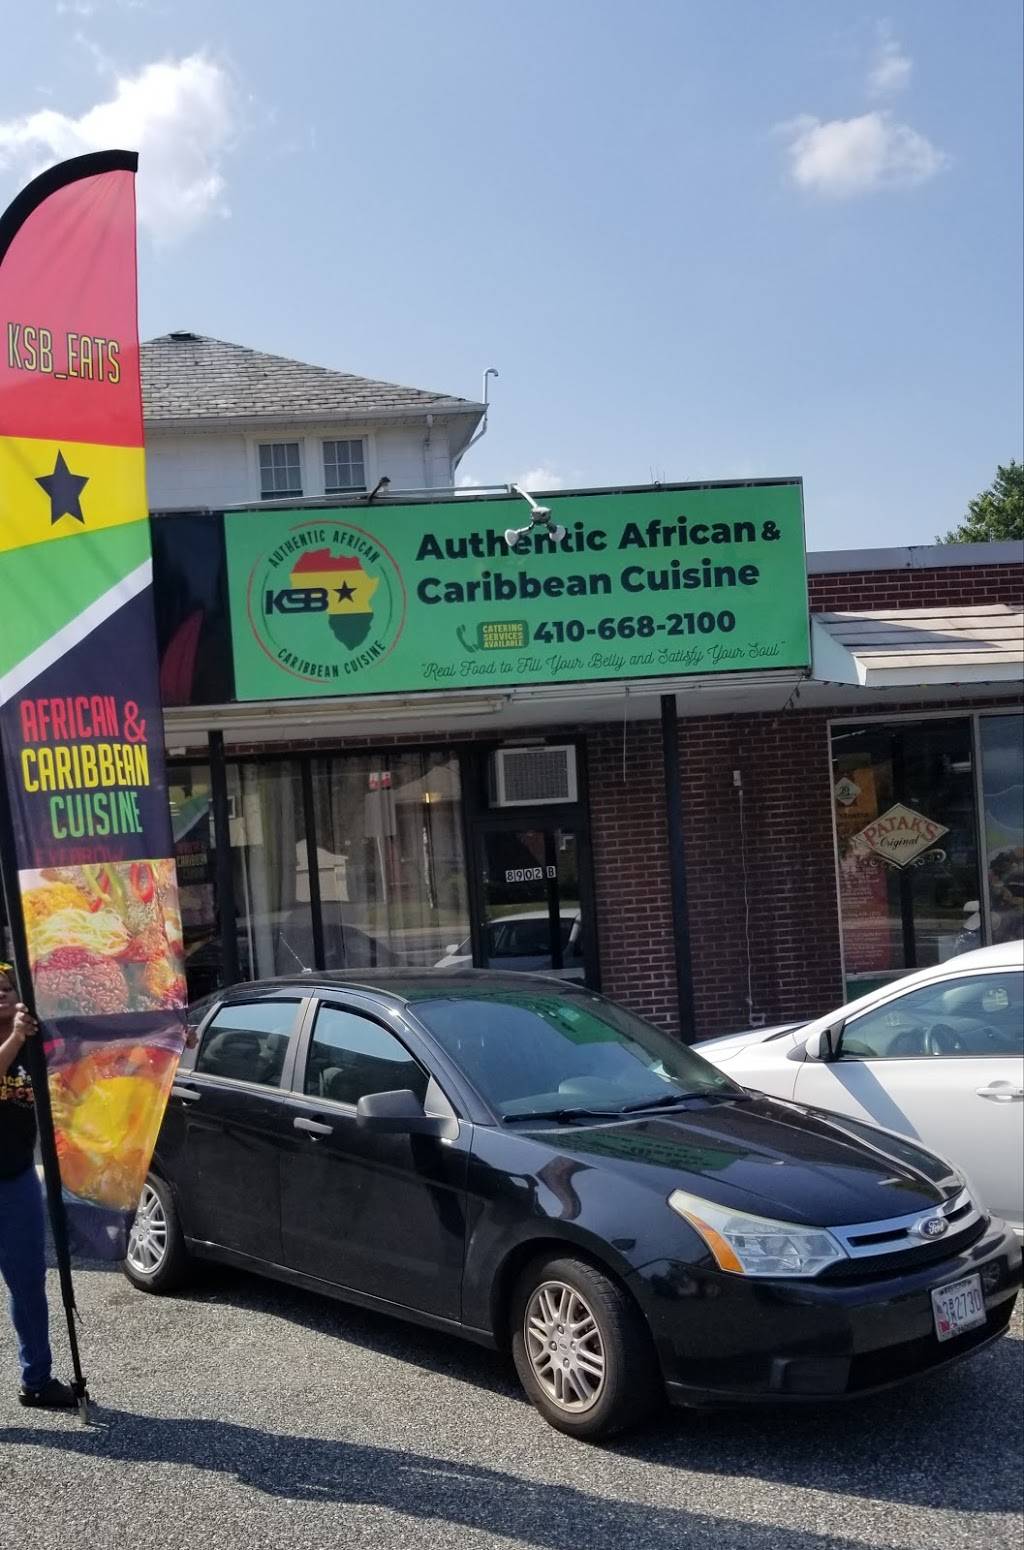 KSB_EATS
AFRICAN &
CARIBBEAN
CUISINE
AUTHENTIC AFRICAN
KSB
CARIBBEAN CUISINE
Authentic African &
Caribbean Cuisine
CATERING
SERVICES
AVAILABLE
410-668-2100
"Real Food to Fill Your Belly and Satisfy Your Soul"
8902 B
PATAK'S
Original
Ford